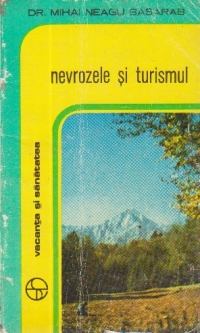 DR. MIHAI NEAGU BASARAB
nevrozele și turismul
vacanța și sănătatea